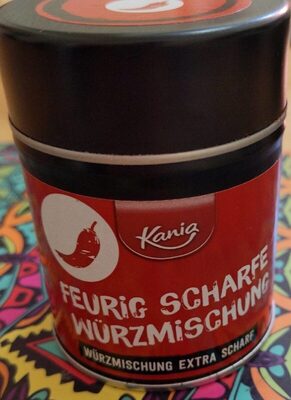 Kania
FEURIG SCHARFE
WÜRZMISCHUNG
WÜRZMISCHUNG EXTRA SCHARF